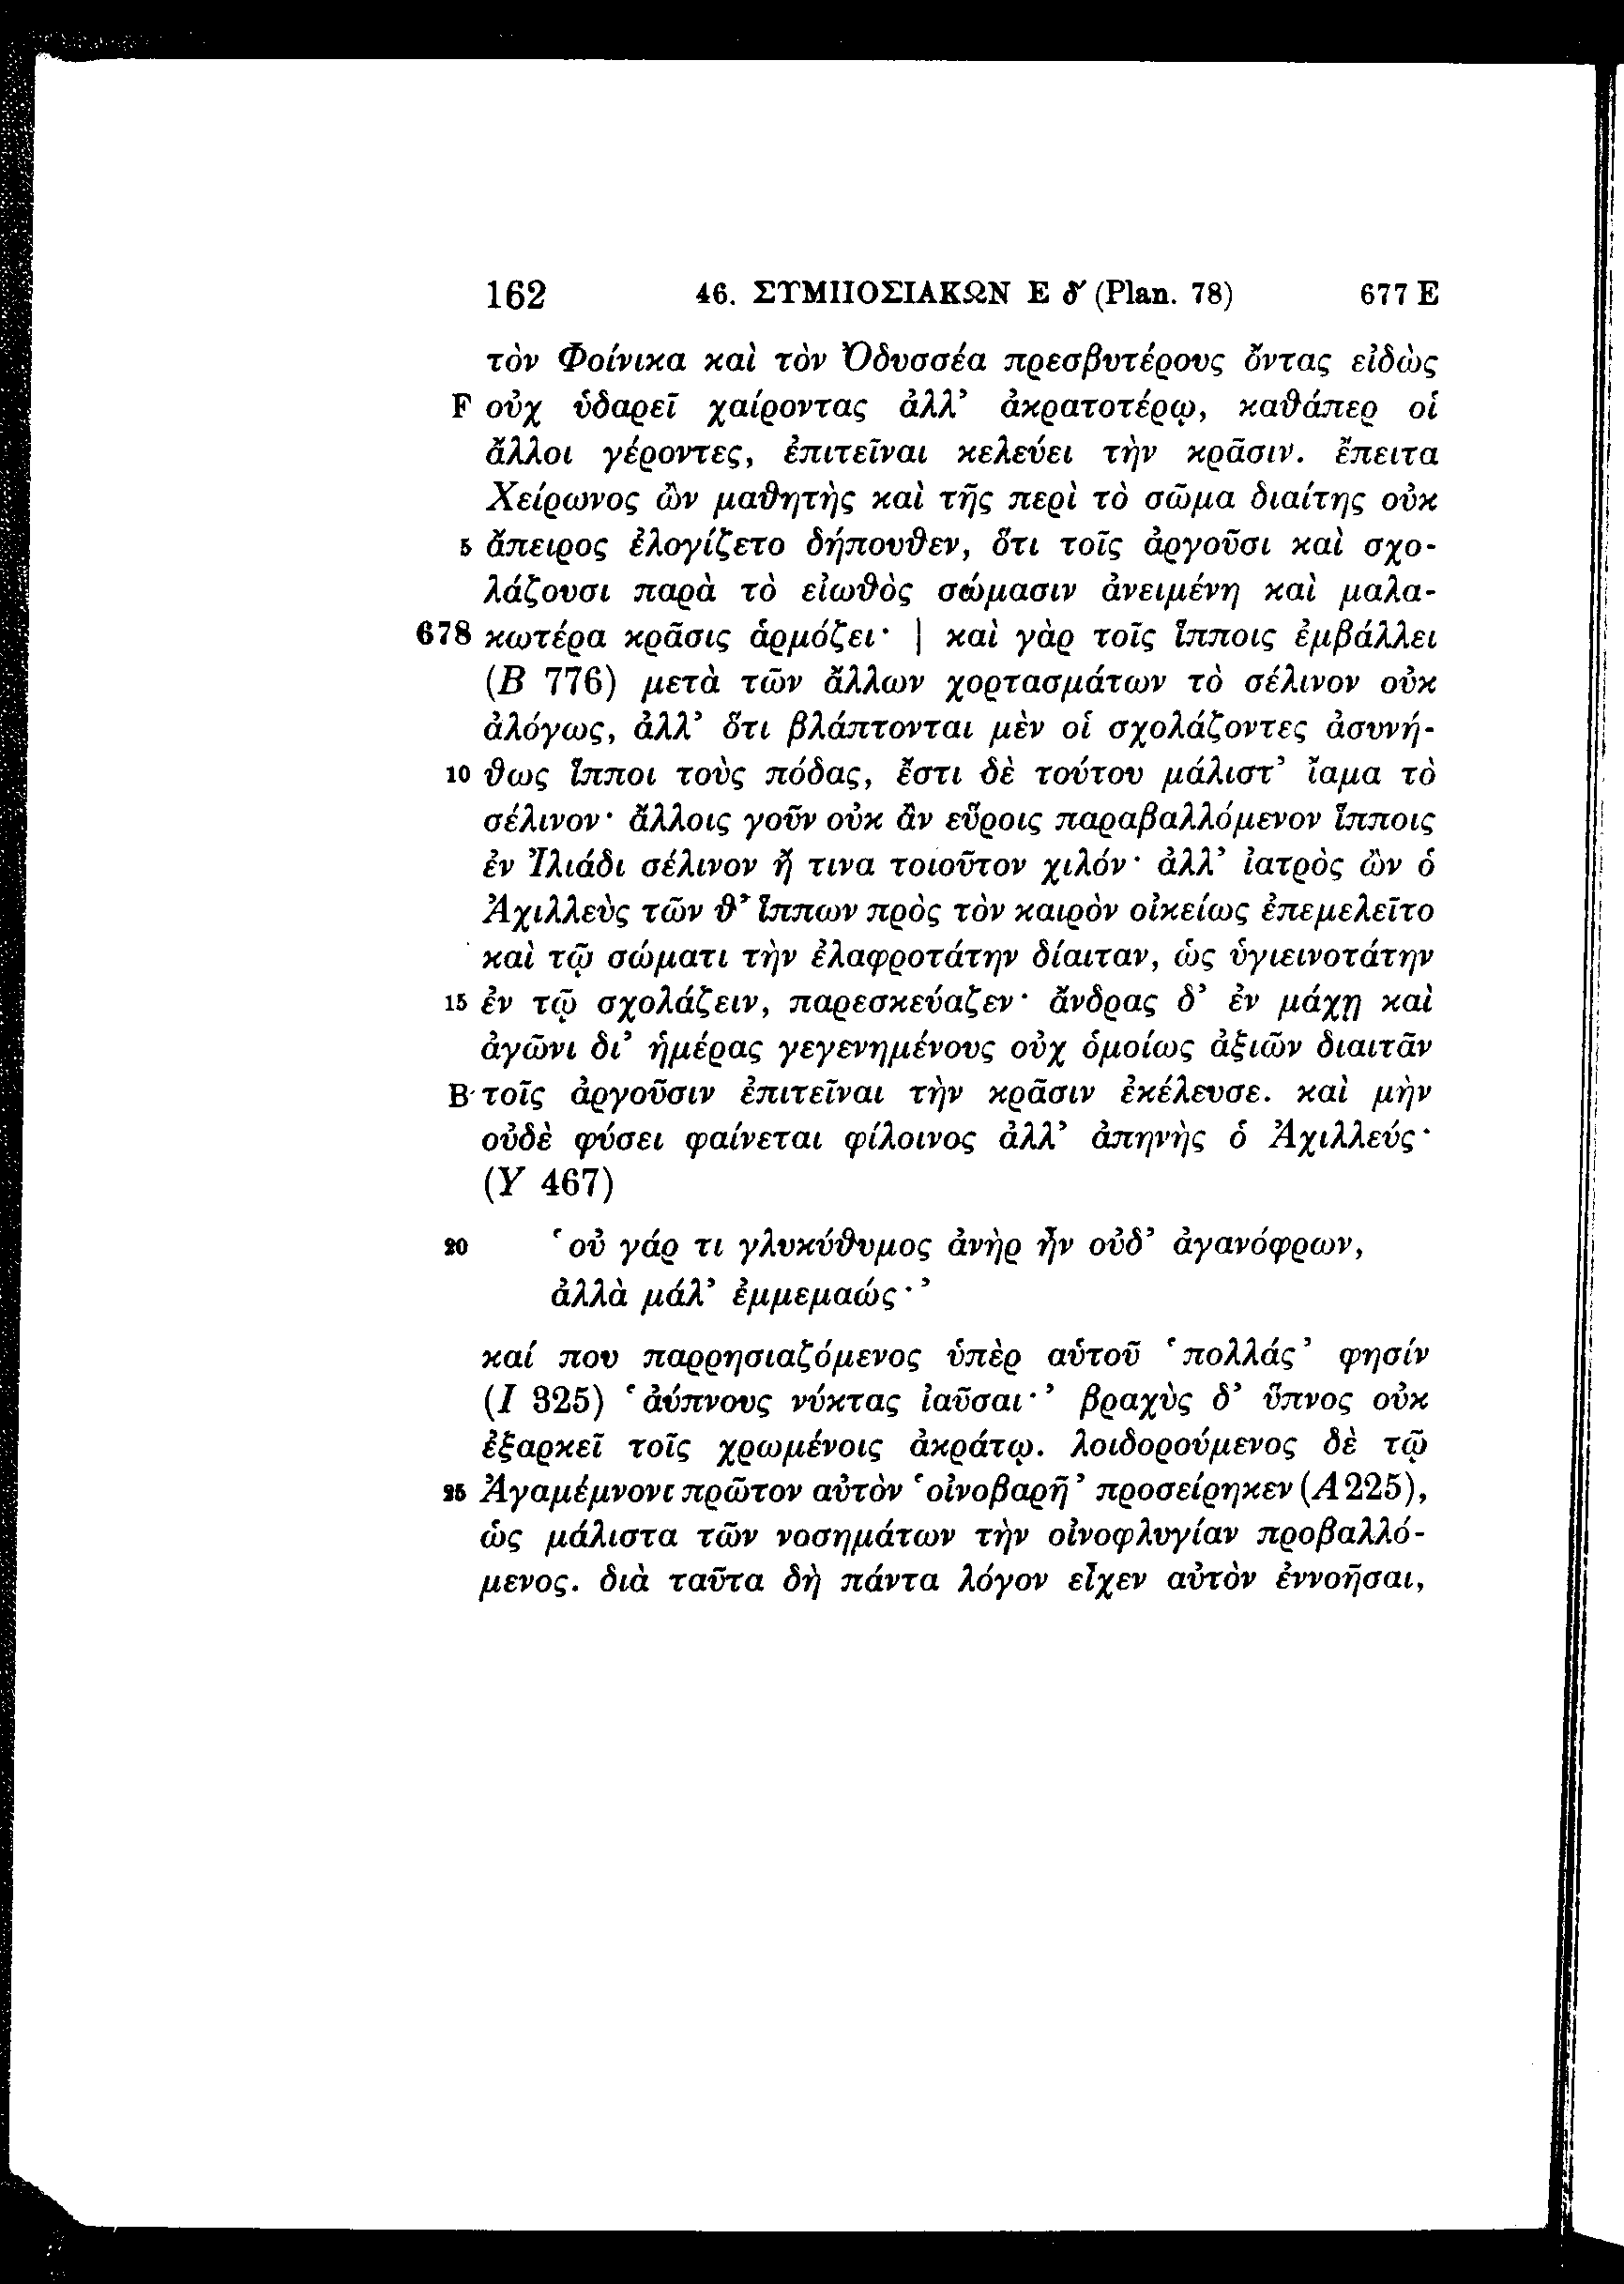 162 46. ΣΥΜΠΟΣΙΑΚΩΝ Ε δ′ (Plan. 78) 677 E
τὸν Φοίνικα καὶ τὸν Ὀδυσσέα πρεσβυτέρους ὄντας εἰδὼς
F οὐχ ὑδαρεῖ χαίροντας ἀλλ’ ἀκρατοτέρῳ, καθάπερ οἱ
ἄλλοι γέροντες, ἐπιτεῖναι κελεύει τὴν κρᾶσιν. ἔπειτα
Χείρωνος ὢν μαθητὴς καὶ τῆς περὶ τὸ σῶμα διαίτης οὐκ
5 ἄπειρος ἐλογίζετο δήπουθεν, ὅτι τοῖς ἀργοῦσι καὶ σχο-
λάζουσι παρὰ τὸ εἰωθὸς σώμασιν ἀνειμένη καὶ μαλα-
678 κωτέρα κρᾶσις ἁρμόζει· | καὶ γὰρ τοῖς ἵπποις ἐμβάλλει
(Β 776) μετὰ τῶν ἄλλων χορτασμάτων τὸ σέλινον οὐκ
ἀλόγως, ἀλλ’ ὅτι βλάπτονται μὲν οἱ σχολάζοντες ἀσυνή-
10 θως ἵπποι τοὺς πόδας, ἔστι δὲ τούτου μάλιστ’ ἴαμα τὸ
σέλινον· ἄλλοις γοῦν οὐκ ἂν εὕροις παραβαλλόμενον ἵπποις
ἐν Ἰλιάδι σέλινον ἤ τινα τοιοῦτον χιλόν· ἀλλ’ ἰατρὸς ὢν ὁ
Ἀχιλλεὺς τῶν θ’ ἵππων πρὸς τὸν καιρὸν οἰκείως ἐπεμελεῖτο
καὶ τῷ σώματι τὴν ἐλαφροτάτην δίαιταν, ὡς ὑγιεινοτάτην
15 ἐν τῷ σχολάζειν, παρεσκεύαζεν· ἄνδρας δ’ ἐν μάχῃ καὶ
ἀγῶνι δι’ ἡμέρας γεγενημένους οὐχ ὁμοίως ἀξιῶν διαιτᾶν
B τοῖς ἀργοῦσιν ἐπιτεῖναι τὴν κρᾶσιν ἐκέλευσε. καὶ μὴν
οὐδὲ φύσει φαίνεται φίλοινος ἀλλ’ ἀπηνὴς ὁ Ἀχιλλεύς·
(Υ 467)
20 ‘οὐ γάρ τι γλυκύθυμος ἀνὴρ ἦν οὐδ’ ἀγανόφρων,
ἀλλὰ μάλ’ ἐμμεμαώς·’
καί που παρρησιαζόμενος ὑπὲρ αὑτοῦ ‘πολλάς’ φησίν
(Ι 325) ‘ἀύπνους νύκτας ἰαῦσαι·’ βραχὺς δ’ ὕπνος οὐκ
ἐξαρκεῖ τοῖς χρωμένοις ἀκράτῳ. λοιδορούμενος δὲ τῷ
25 Ἀγαμέμνονι πρῶτον αὐτὸν ‘οἰνοβαρῆ’ προσείρηκεν (Α 225),
ὡς μάλιστα τῶν νοσημάτων τὴν οἰνοφλυγίαν προβαλλό-
μενος. διὰ ταῦτα δὴ πάντα λόγον εἶχεν αὐτὸν ἐννοῆσαι,